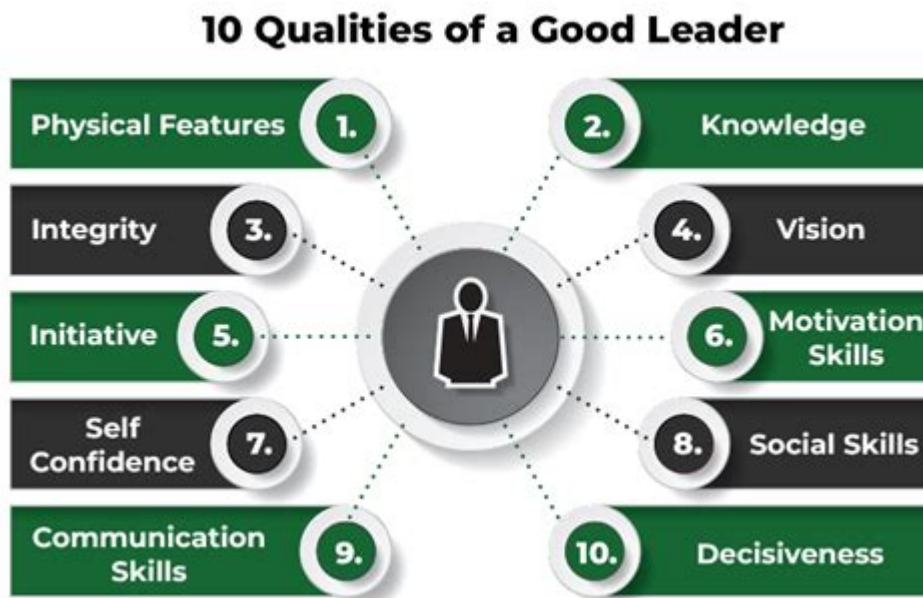 10 Qualities of a Good Leader
Physical Features 1.
2. Knowledge
Integrity 3.
4. Vision
Initiative 5.
6. Motivation
Skills
Self
Confidence 7.
8. Social Skills
Communication
Skills 9.
10. Decisiveness